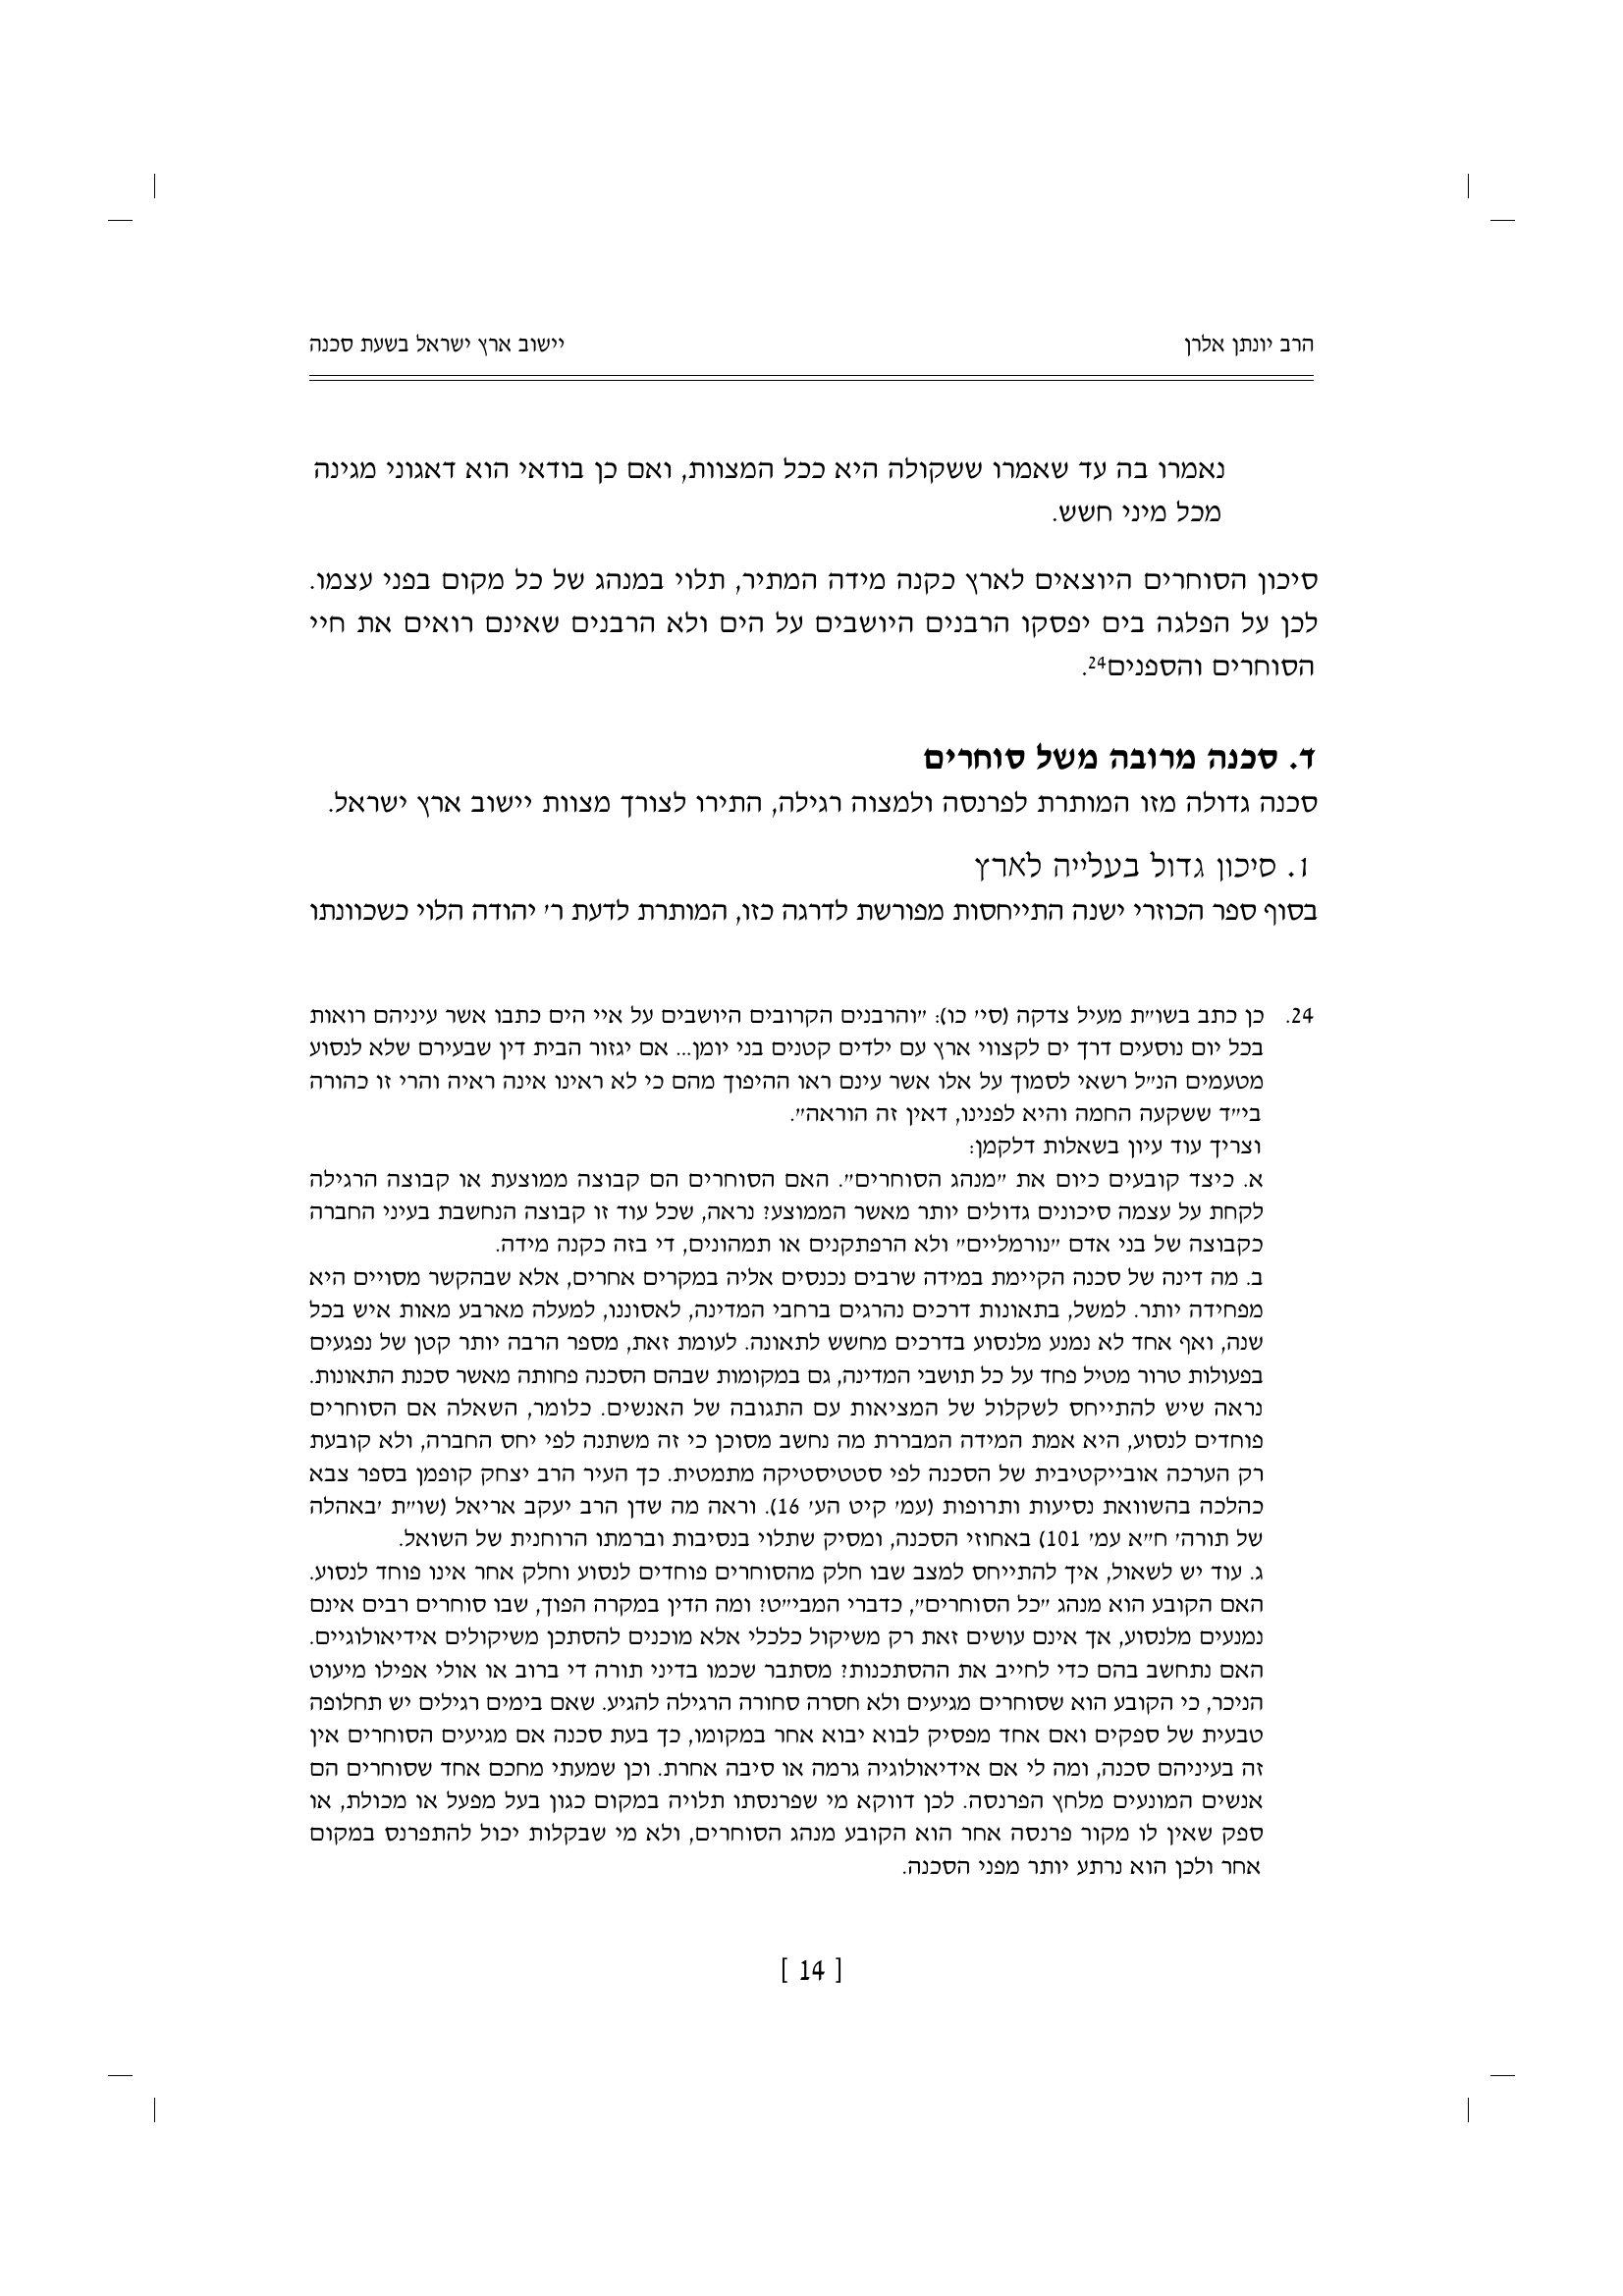 הרב יונתן אלרן
יישוב ארץ ישראל בשעת סכנה
נאמרו בה עד שאמרו ששקולה היא ככל המצוות, ואם כן בודאי הוא דאגוני מגינה
מכל מיני חשש.
סיכון הסוחרים היוצאים לארץ כקנה מידה המתיר, תלוי במנהג של כל מקום בפני עצמו.
לכן על הפלגה בים יפסקו הרבנים היושבים על הים ולא הרבנים שאינם רואים את חיי
הסוחרים והספנים24.
ד. סכנה מרובה משל סוחרים
סכנה גדולה מזו המותרת לפרנסה ולמצוה רגילה, התירו לצורך מצוות יישוב ארץ ישראל.
1. סיכון גדול בעלייה לארץ
בסוף ספר הכוזרי ישנה התייחסות מפורשת לדרגה כזו, המותרת לדעת ר׳ יהודה הלוי כשכוונתו
24. כן כתב בשו״ת מעיל צדקה (סי׳ כו): ״והרבנים הקרובים היושבים על איי הים כתבו אשר עיניהם רואות
בכל יום נוסעים דרך ים לקצווי ארץ עם ילדים קטנים בני יומן... אם יגזור הבית דין שבעירם שלא לנסוע
מטעמים הנ״ל רשאי לסמוך על אלו אשר עינם ראו ההיפוך מהם כי לא ראינו אינה ראיה והרי זו כהורה
בי״ד ששקעה החמה והיא לפנינו, דאין זה הוראה״.
וצריך עוד עיון בשאלות דלקמן:
א. כיצד קובעים כיום את ״מנהג הסוחרים״. האם הסוחרים הם קבוצה ממוצעת או קבוצה הרגילה
לקחת על עצמה סיכונים גדולים יותר מאשר הממוצע? נראה, שכל עוד זו קבוצה הנחשבת בעיני החברה
כקבוצה של בני אדם ״נורמליים״ ולא הרפתקנים או תמהונים, די בזה כקנה מידה.
ב. מה דינה של סכנה הקיימת במידה שרבים נכנסים אליה במקרים אחרים, אלא שבהקשר מסויים היא
מפחידה יותר. למשל, בתאונות דרכים נהרגים ברחבי המדינה, לאסוננו, למעלה מארבע מאות איש בכל
שנה, ואף אחד לא נמנע מלנסוע בדרכים מחשש לתאונה. לעומת זאת, מספר הרבה יותר קטן של נפגעים
בפעולות טרור מטיל פחד על כל תושבי המדינה, גם במקומות שבהם הסכנה פחותה מאשר סכנת התאונות.
נראה שיש להתייחס לשקלול של המציאות עם התגובה של האנשים. כלומר, השאלה אם הסוחרים
פוחדים לנסוע, היא אמת המידה המבררת מה נחשב מסוכן כי זה משתנה לפי יחס החברה, ולא קובעת
רק הערכה אובייקטיבית של הסכנה לפי סטטיסטיקה מתמטית. כך העיר הרב יצחק קופמן בספר צבא
כהלכה בהשוואת נסיעות ותרופות (עמ׳ קיט הע׳ 16). וראה מה שדן הרב יעקב אריאל (שו״ת ׳באהלה
של תורה׳ ח״א עמ׳ 101) באחוזי הסכנה, ומסיק שתלוי בנסיבות וברמתו הרוחנית של השואל.
ג. עוד יש לשאול, איך להתייחס למצב שבו חלק מהסוחרים פוחדים לנסוע וחלק אחר אינו פוחד לנסוע.
האם הקובע הוא מנהג ״כל הסוחרים״, כדברי המבי״ט? ומה הדין במקרה הפוך, שבו סוחרים רבים אינם
נמנעים מלנסוע, אך אינם עושים זאת רק משיקול כלכלי אלא מוכנים להסתכן משיקולים אידיאולוגיים.
האם נתחשב בהם כדי לחייב את ההסתכנות? מסתבר שכמו בדיני תורה די ברוב או אולי אפילו מיעוט
הניכר, כי הקובע הוא שסוחרים מגיעים ולא חסרה סחורה הרגילה להגיע. שאם בימים רגילים יש תחלופה
טבעית של ספקים ואם אחד מפסיק לבוא יבוא אחר במקומו, כך בעת סכנה אם מגיעים הסוחרים אין
זה בעיניהם סכנה, ומה לי אם אידיאולוגיה גרמה או סיבה אחרת. וכן שמעתי מחכם אחד שסוחרים הם
אנשים המונעים מלחץ הפרנסה. לכן דווקא מי שפרנסתו תלויה במקום כגון בעל מפעל או מכולת, או
ספק שאין לו מקור פרנסה אחר הוא הקובע מנהג הסוחרים, ולא מי שבקלות יכול להתפרנס במקום
אחר ולכן הוא נרתע יותר מפני הסכנה.
[ 14 ]